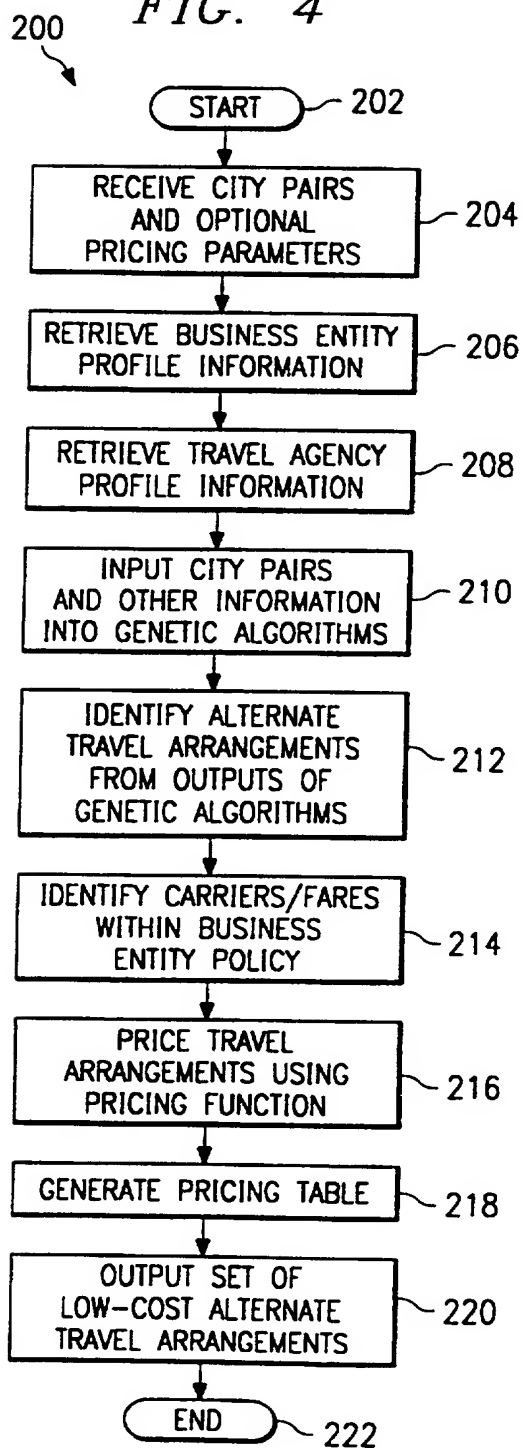 FIG. 4
200
START
202
RECEIVE CITY PAIRS
AND OPTIONAL
PRICING PARAMETERS
204
RETRIEVE BUSINESS ENTITY
PROFILE INFORMATION
206
RETRIEVE TRAVEL AGENCY
PROFILE INFORMATION
208
INPUT CITY PAIRS
AND OTHER INFORMATION
INTO GENETIC ALGORITHMS
210
IDENTIFY ALTERNATE
TRAVEL ARRANGEMENTS
FROM OUTPUTS OF
GENETIC ALGORITHMS
212
IDENTIFY CARRIERS/FARES
WITHIN BUSINESS
ENTITY POLICY
214
PRICE TRAVEL
ARRANGEMENTS USING
PRICING FUNCTION
216
GENERATE PRICING TABLE
218
OUTPUT SET OF
LOW-COST ALTERNATE
TRAVEL ARRANGEMENTS
220
END
222